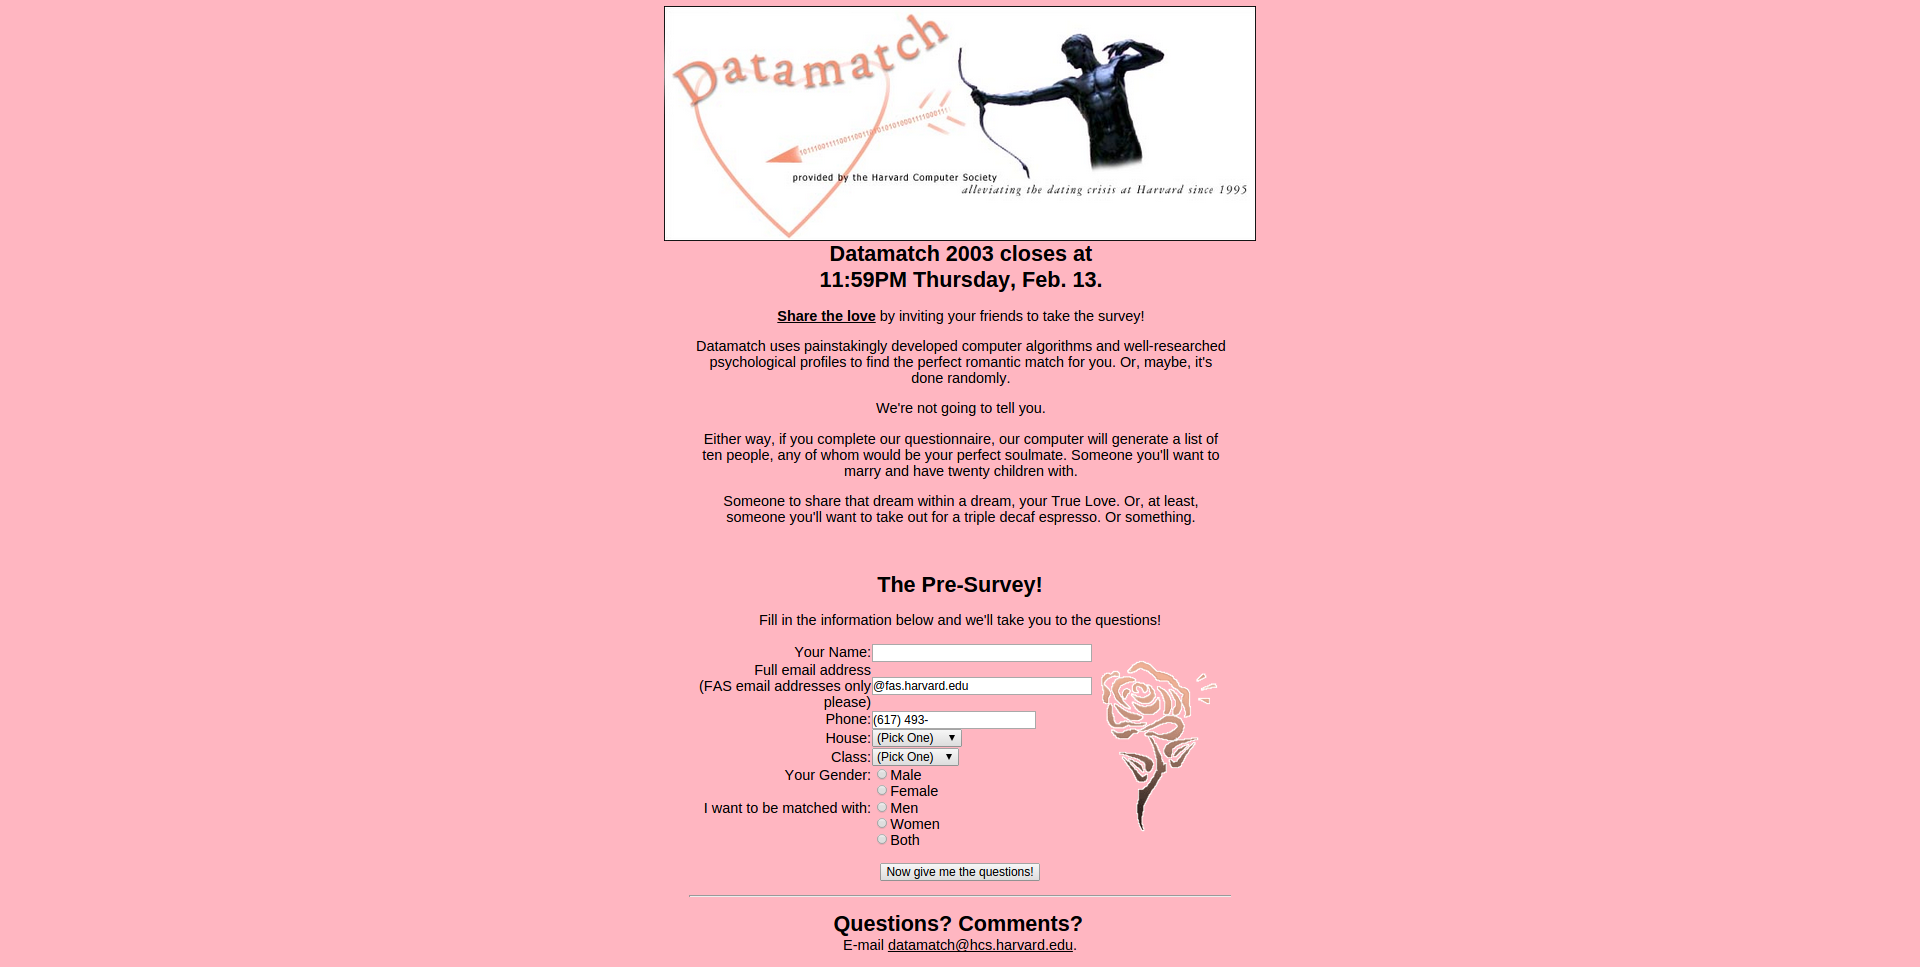 Datamatch
provided by the Harvard Computer Society
alleviating the dating crisis at Harvard since 1995
Datamatch 2003 closes at
11:59PM Thursday, Feb. 13.
Share the love by inviting your friends to take the survey!
Datamatch uses painstakingly developed computer algorithms and well-researched
psychological profiles to find the perfect romantic match for you. Or, maybe, it's
done randomly.
We're not going to tell you.
Either way, if you complete our questionnaire, our computer will generate a list of
ten people, any of whom would be your perfect soulmate. Someone you'll want to
marry and have twenty children with.
Someone to share that dream within a dream, your True Love. Or, at least,
someone you'll want to take out for a triple decaf espresso. Or something.
The Pre-Survey!
Fill in the information below and we'll take you to the questions!
Your Name:
Full email address
(FAS email addresses only @fas.harvard.edu
please)
Phone: (617) 493-
House: (Pick One)
Class: (Pick One)
Your Gender: Male
Female
I want to be matched with: Men
Women
Both
Now give me the questions!
Questions? Comments?
E-mail datamatch@hcs.harvard.edu.